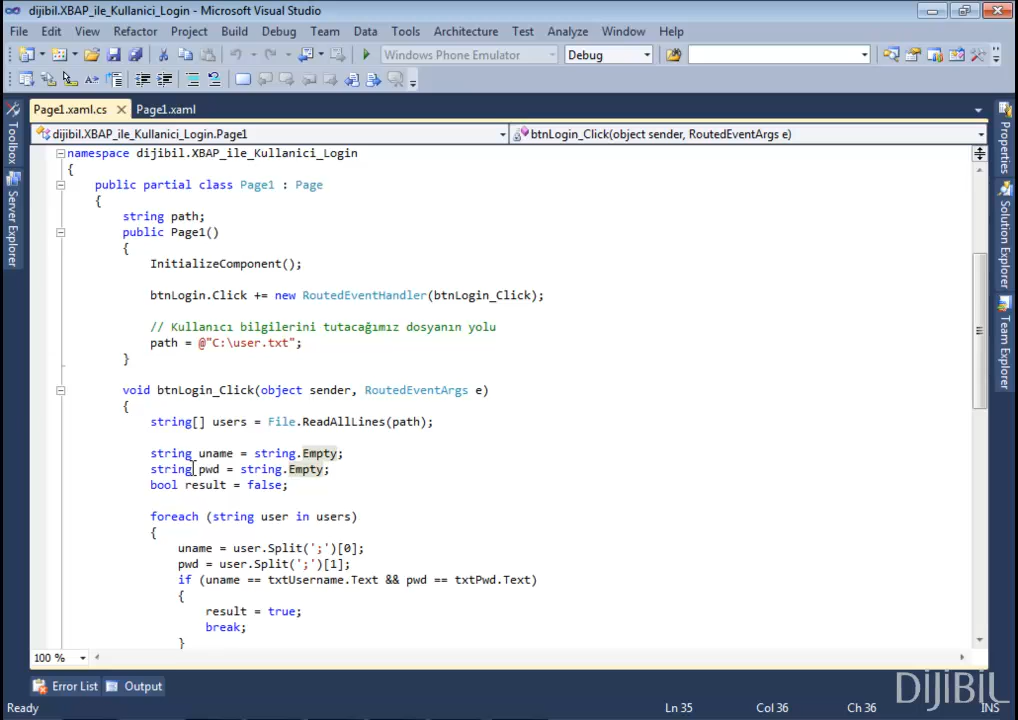 dijibil.XBAP_ile_Kullanici_Login - Microsoft Visual Studio
File Edit View Refactor Project Build Debug Team Data Tools Architecture Test Analyze Window Help
Windows Phone Emulator Debug
Page1.xaml.cs Page1.xaml
dijibil.XBAP_ile_Kullanici_Login.Page1 btnLogin_Click(object sender, RoutedEventArgs e)
Toolbox
Server Explorer
namespace dijibil.XBAP_ile_Kullanici_Login
{
public partial class Page1 : Page
{
string path;
public Page1()
{
InitializeComponent();
btnLogin.Click += new RoutedEventHandler(btnLogin_Click);
// Kullanıcı bilgilerini tutacağımız dosyanın yolu
path = @"C:\user.txt";
}
void btnLogin_Click(object sender, RoutedEventArgs e)
{
string[] users = File.ReadAllLines(path);
string uname = string.Empty;
string pwd = string.Empty;
bool result = false;
foreach (string user in users)
{
uname = user.Split(';')[0];
pwd = user.Split(';')[1];
if (uname == txtUsername.Text && pwd == txtPwd.Text)
{
result = true;
break;
}
Properties
Solution Explorer
Team Explorer
100 %
Error List Output
DİJİBİL
Ready Ln 35 Col 36 Ch 36 INS